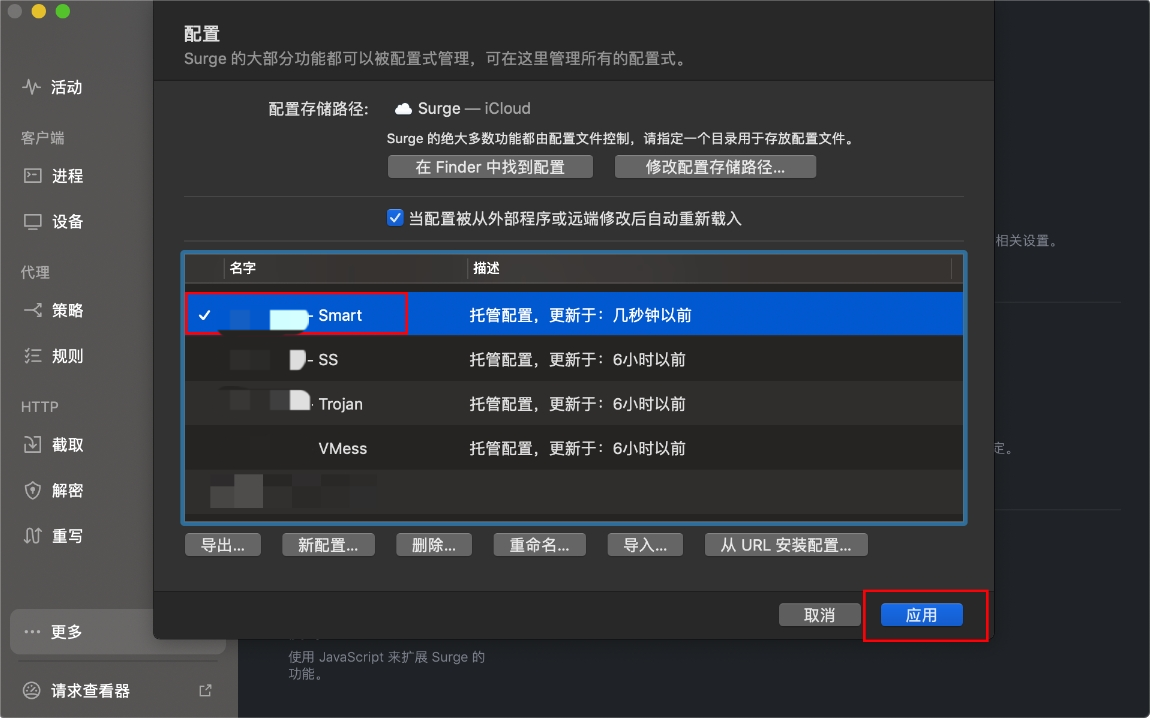 配置
Surge 的大部分功能都可以被配置式管理，可在这里管理所有的配置式。
活动
客户端
进程
设备
代理
策略
规则
HTTP
截取
解密
重写
更多
请求查看器
配置存储路径:
Surge — iCloud
Surge 的绝大多数功能都由配置文件控制，请指定一个目录用于存放配置文件。
在 Finder 中找到配置
修改配置存储路径...
当配置被从外部程序或远端修改后自动重新载入
名字 描述
- Smart 托管配置，更新于：几秒钟以前
- SS 托管配置，更新于：6小时以前
Trojan 托管配置，更新于：6小时以前
VMess 托管配置，更新于：6小时以前
导出... 新配置... 删除... 重命名... 导入... 从 URL 安装配置...
取消 应用
相关设置。
定。
使用 JavaScript 来扩展 Surge 的
功能。